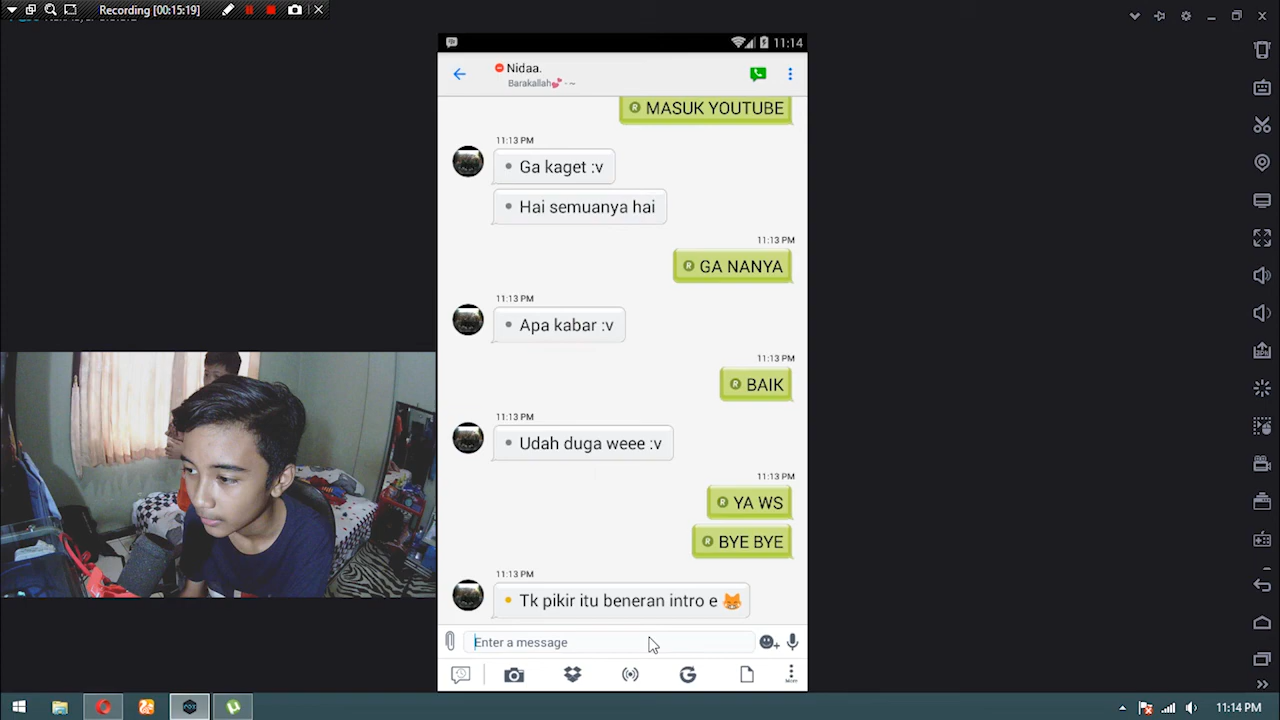 Recording [00:15:19]
11:14
Nidaa.
Barakallah💕 - ~
MASUK YOUTUBE
11:13 PM
Ga kaget :v
Hai semuanya hai
11:13 PM
R GA NANYA
11:13 PM
Apa kabar :v
11:13 PM
R BAIK
11:13 PM
Udah duga weee :v
11:13 PM
R YA WS
R BYE BYE
11:13 PM
Tk pikir itu beneran intro e 😼
Enter a message
More
11:14 PM